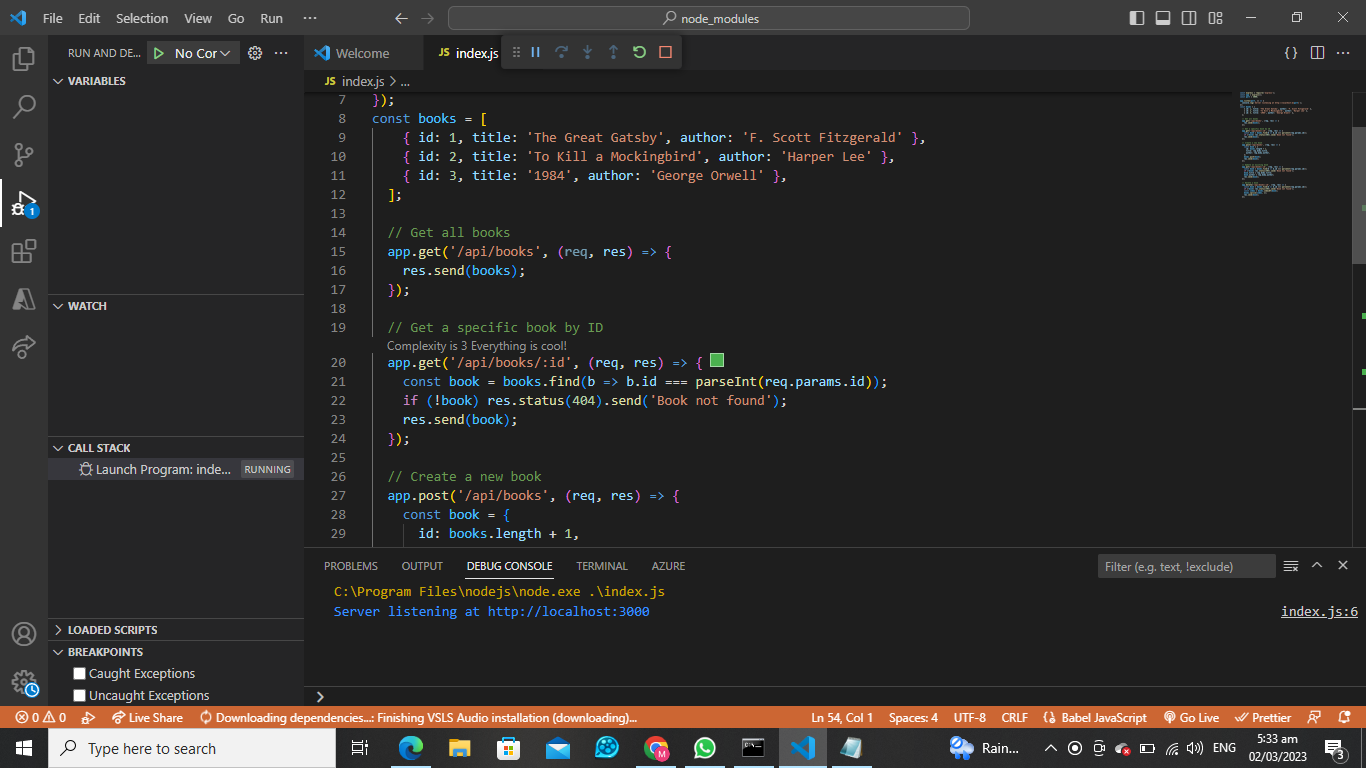 File Edit Selection View Go Run ··· node_modules
RUN AND DE... No Cor ···
Welcome JS index.js
JS index.js > ...
VARIABLES
WATCH
CALL STACK
Launch Program: inde... RUNNING
LOADED SCRIPTS
BREAKPOINTS
Caught Exceptions
Uncaught Exceptions
7 });
8 const books = [
9 { id: 1, title: 'The Great Gatsby', author: 'F. Scott Fitzgerald' },
10 { id: 2, title: 'To Kill a Mockingbird', author: 'Harper Lee' },
11 { id: 3, title: '1984', author: 'George Orwell' },
12 ];
13
14 // Get all books
15 app.get('/api/books', (req, res) => {
16 res.send(books);
17 });
18
19 // Get a specific book by ID
Complexity is 3 Everything is cool!
20 app.get('/api/books/:id', (req, res) => {
21 const book = books.find(b => b.id === parseInt(req.params.id));
22 if (!book) res.status(404).send('Book not found');
23 res.send(book);
24 });
25
26 // Create a new book
27 app.post('/api/books', (req, res) => {
28 const book = {
29 id: books.length + 1,
PROBLEMS OUTPUT DEBUG CONSOLE TERMINAL AZURE Filter (e.g. text, !exclude)
C:\Program Files\nodejs\node.exe .\index.js
Server listening at http://localhost:3000 index.js:6
0 0 Live Share Downloading dependencies...: Finishing VSLS Audio installation (downloading)... Ln 54, Col 1 Spaces: 4 UTF-8 CRLF Babel JavaScript Go Live Prettier
Type here to search Rain... ENG 5:33 am
02/03/2023 3